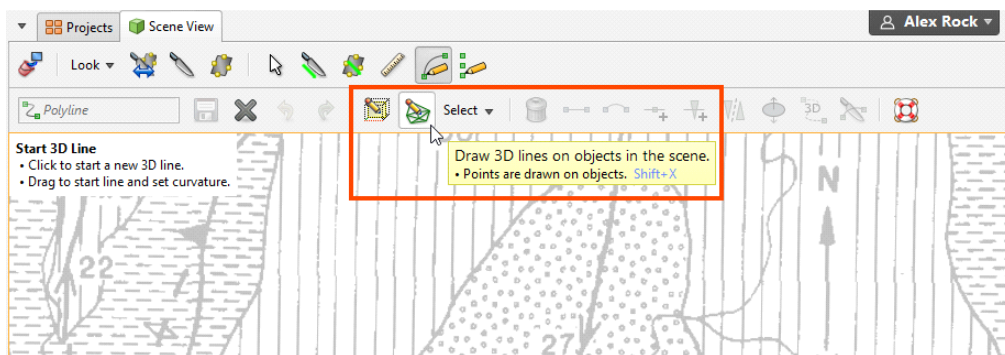 Projects
Scene View
Alex Rock
Look
Polyline
Select
3D
Start 3D Line
• Click to start a new 3D line.
• Drag to start line and set curvature.
Draw 3D lines on objects in the scene.
• Points are drawn on objects. Shift+X
N
22
27